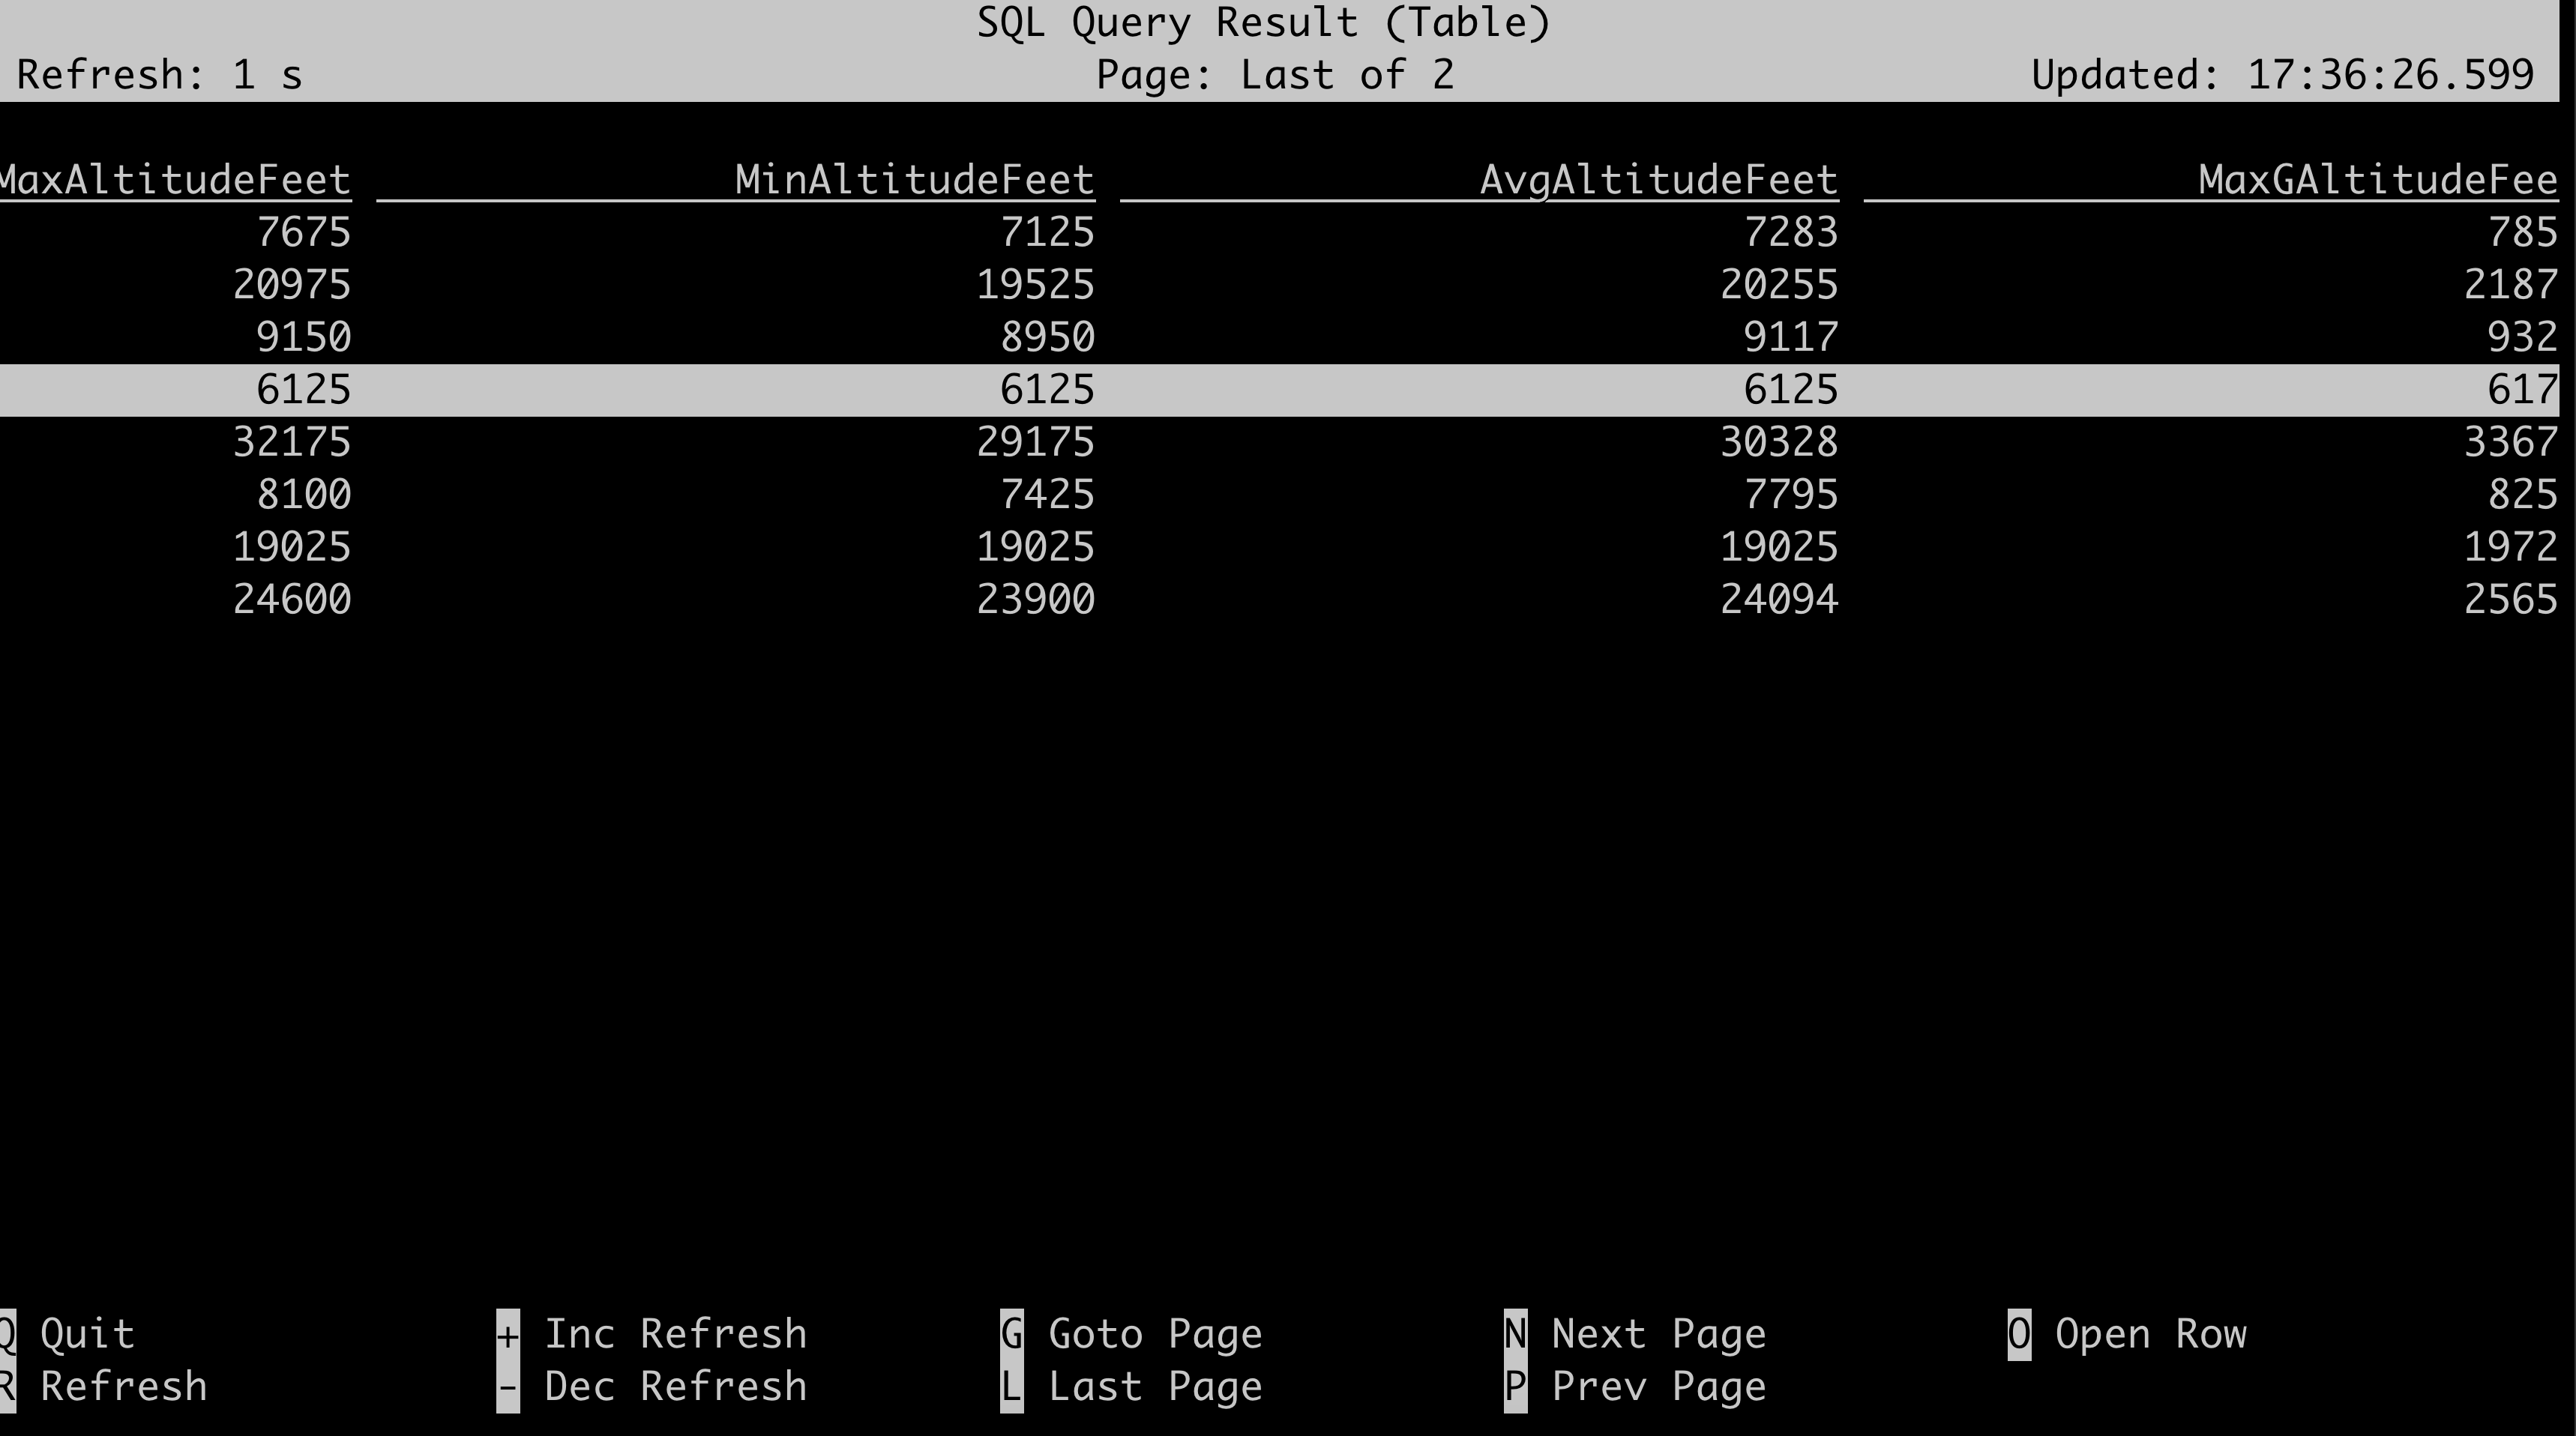 SQL Query Result (Table)
Refresh: 1 s Page: Last of 2 Updated: 17:36:26.599
MaxAltitudeFeet MinAltitudeFeet AvgAltitudeFeet MaxGAltitudeFee
7675 7125 7283 785
20975 19525 20255 2187
9150 8950 9117 932
6125 6125 6125 617
32175 29175 30328 3367
8100 7425 7795 825
19025 19025 19025 1972
24600 23900 24094 2565
Q Quit + Inc Refresh G Goto Page N Next Page O Open Row
R Refresh - Dec Refresh L Last Page P Prev Page